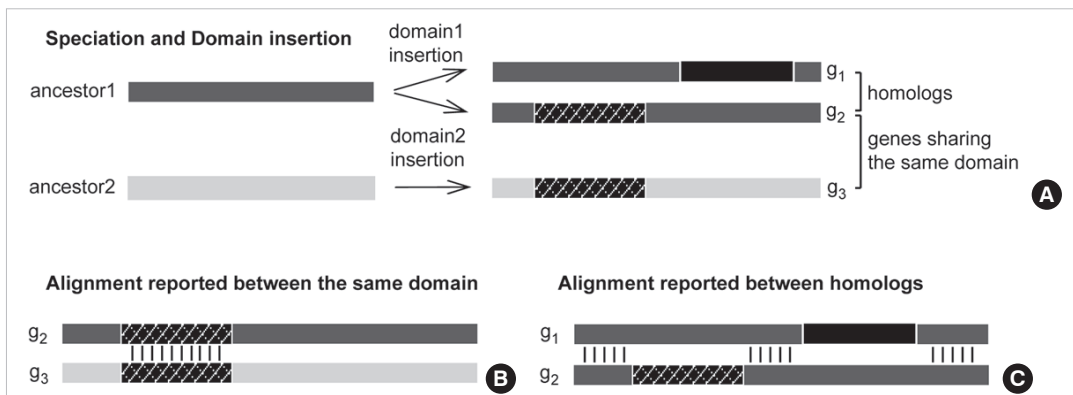 Speciation and Domain insertion
domain1
insertion
ancestor1
g1
homologs
g2
domain2
insertion
genes sharing
the same domain
ancestor2
g3
A
Alignment reported between the same domain
g2
g3
B
Alignment reported between homologs
g1
g2
C